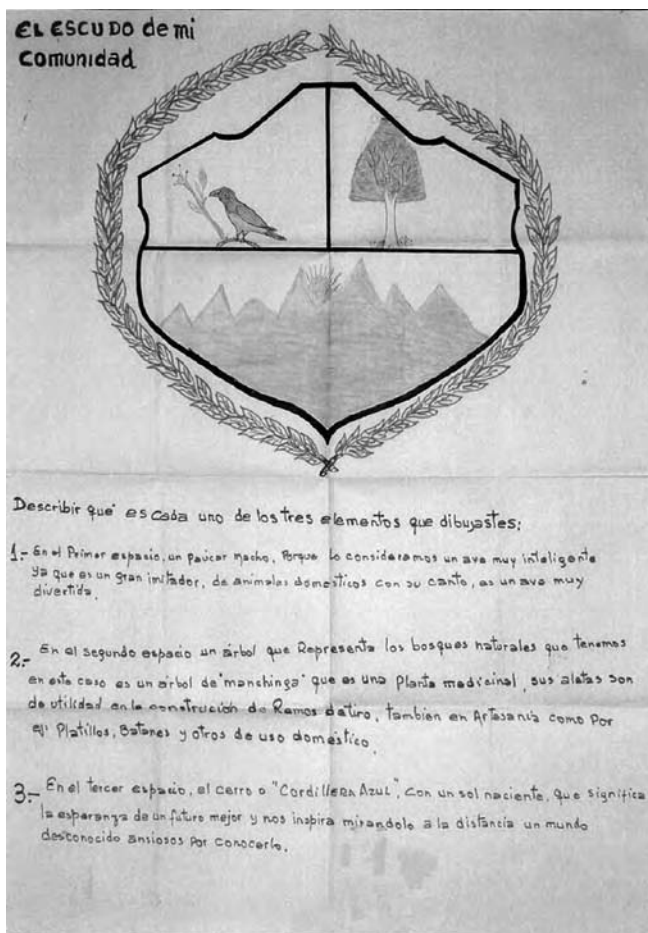 EL ESCUDO de mi
Comunidad
Describir qué es cada uno de los tres elementos que dibujastes:
1.- En el Primer espacio, un paucar macho, Porque lo consideramos un ave muy inteligente
ya que es un gran imitador, de animales domésticos con su canto, es un ave muy
divertida.
2.- En el segundo espacio un árbol que Representa los bosques naturales que tenemos
en este caso es un árbol de "manchinga" que es una Planta medicinal, sus aletas son
de utilidad en la construcción de Remos de tiro, tambien en Artesanía como Por
ej. Platillos, Batanes y otros de uso doméstico.
3.- En el tercer espacio, el cerro o "Cordillera Azul", con un sol naciente, que significa
la esperanza de un futuro mejor y nos inspira mirandolo a la distancia un mundo
desconocido ansiosos Por conocerlo.